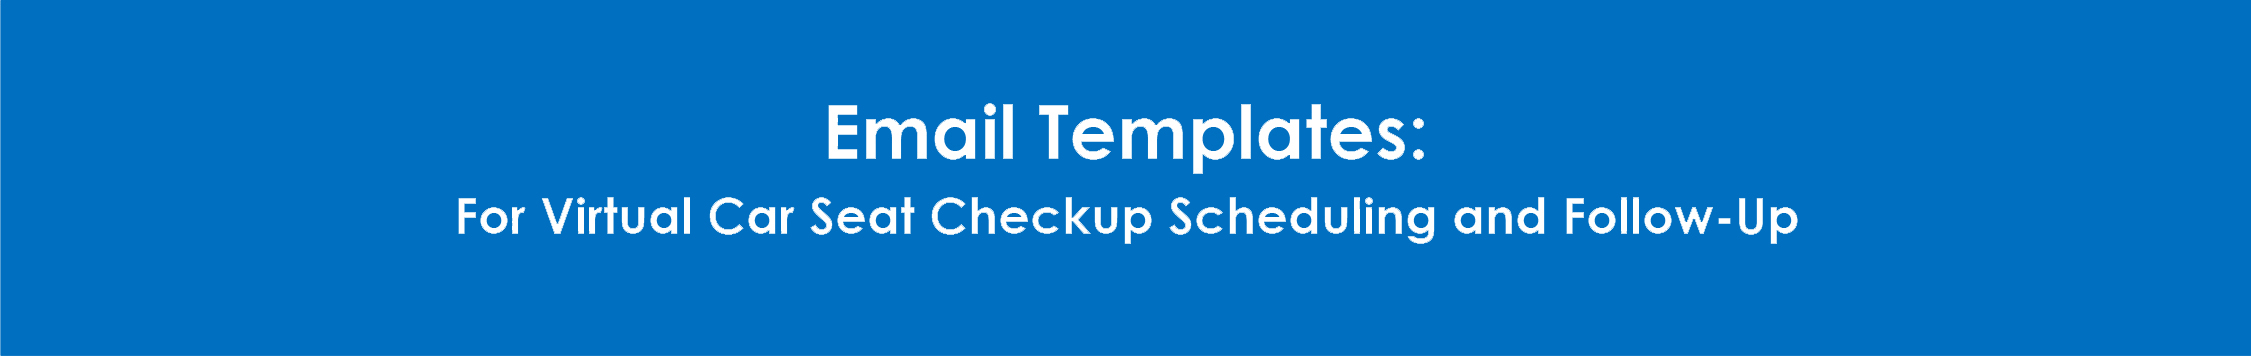 Email Templates:
For Virtual Car Seat Checkup Scheduling and Follow-Up